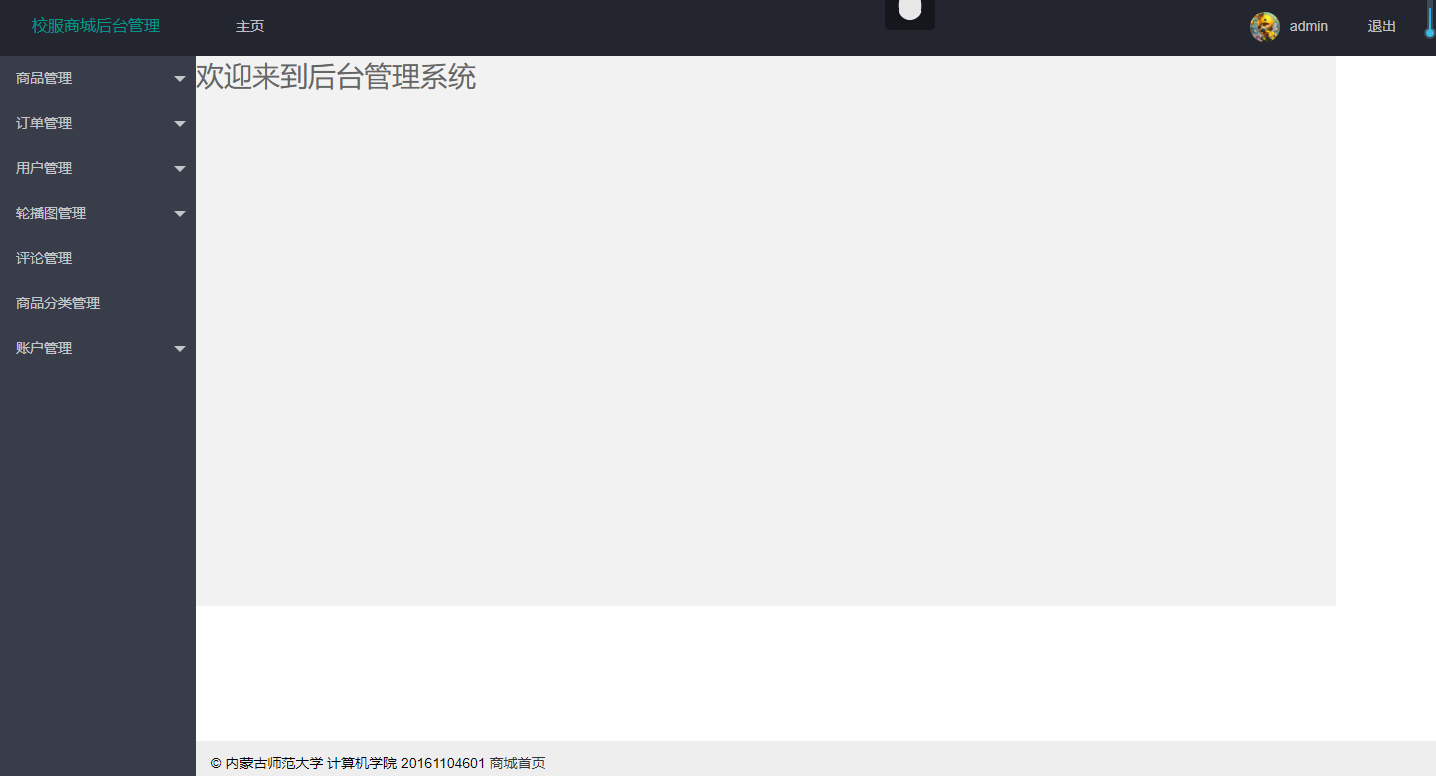 校服商城后台管理 主页 admin 退出
商品管理
订单管理
用户管理
轮播图管理
评论管理
商品分类管理
账户管理
欢迎来到后台管理系统
© 内蒙古师范大学 计算机学院 20161104601 商城首页